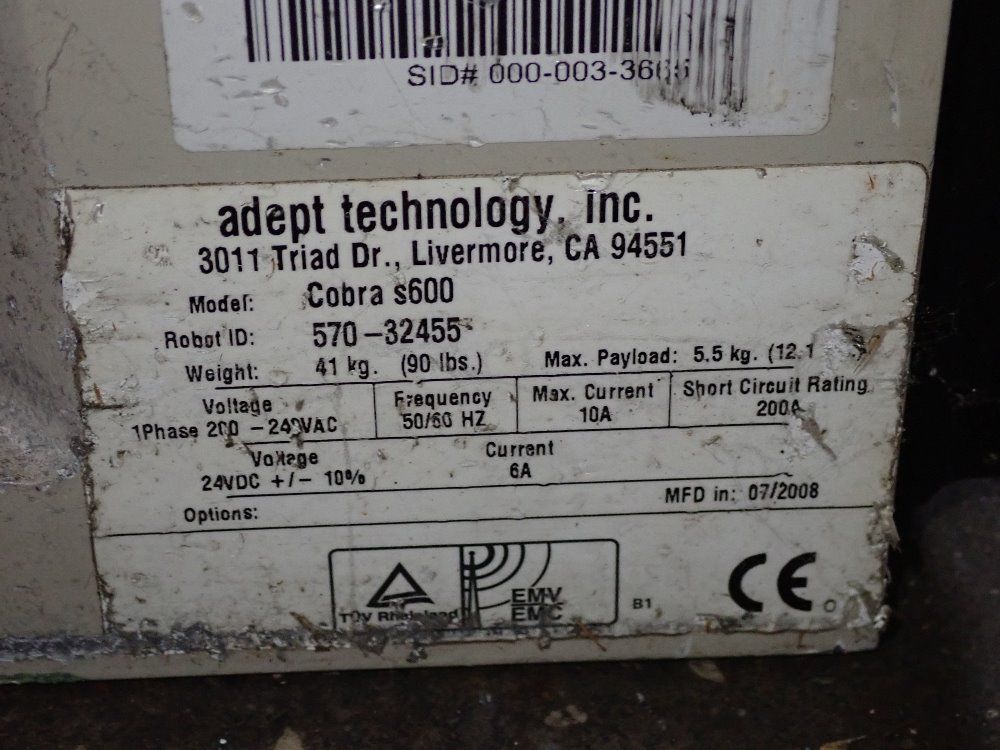 SID# 000-003-3665
adept technology, inc.
3011 Triad Dr., Livermore, CA 94551
Model: Cobra s600
Robot ID: 570-32455
Weight: 41 kg. (90 lbs.) Max. Payload: 5.5 kg. (12.1
Voltage Frequency Max. Current Short Circuit Rating
1Phase 200 -240VAC 50/60 HZ 10A 200A
Voltage Current
24VDC +/- 10% 6A
MFD in: 07/2008
Options:
TÜV Rheinland EMV
EMC
B1
CE